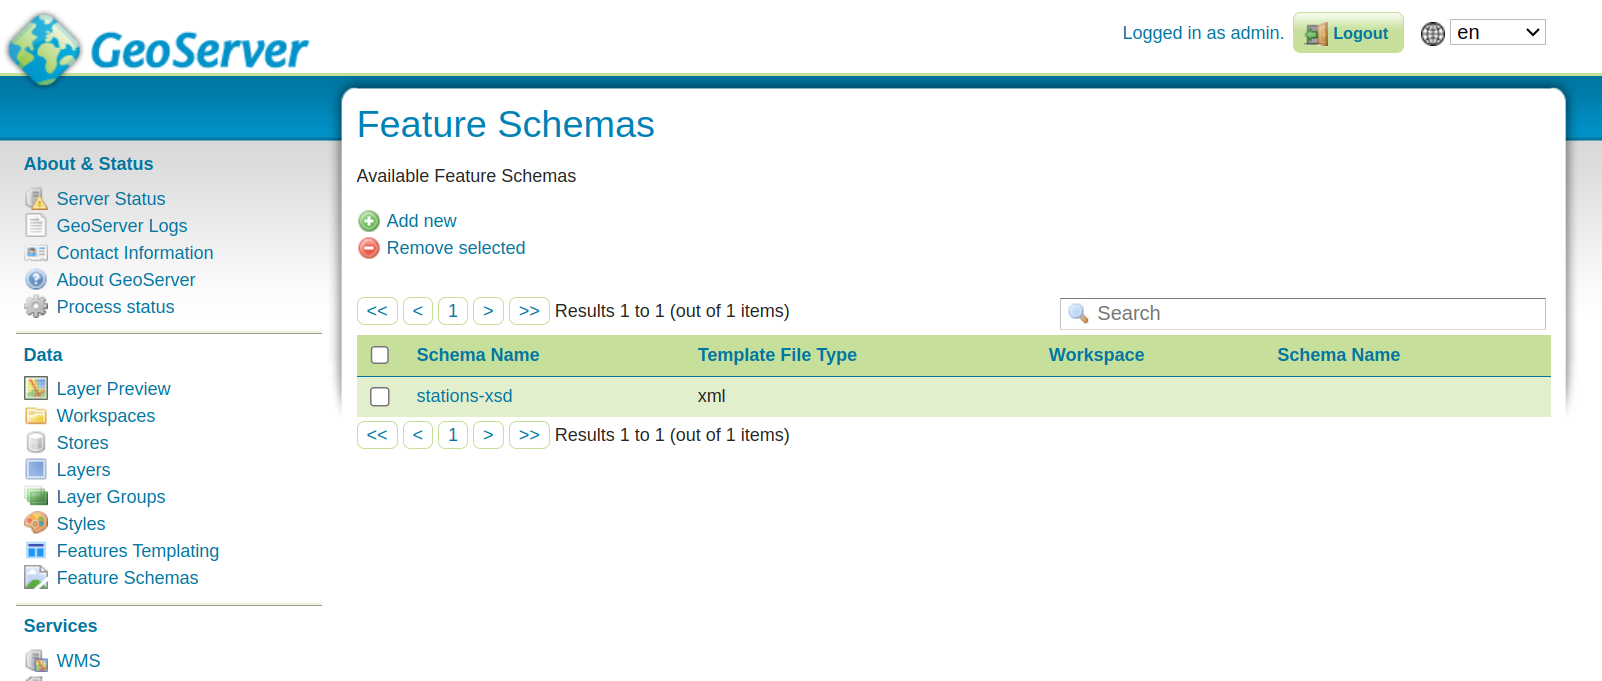 GeoServer
Logged in as admin. Logout en
Feature Schemas
Available Feature Schemas
Add new
Remove selected
<< < 1 > >> Results 1 to 1 (out of 1 items) Search
Schema Name Template File Type Workspace Schema Name
stations-xsd xml
<< < 1 > >> Results 1 to 1 (out of 1 items)
About & Status
Server Status
GeoServer Logs
Contact Information
About GeoServer
Process status
Data
Layer Preview
Workspaces
Stores
Layers
Layer Groups
Styles
Features Templating
Feature Schemas
Services
WMS